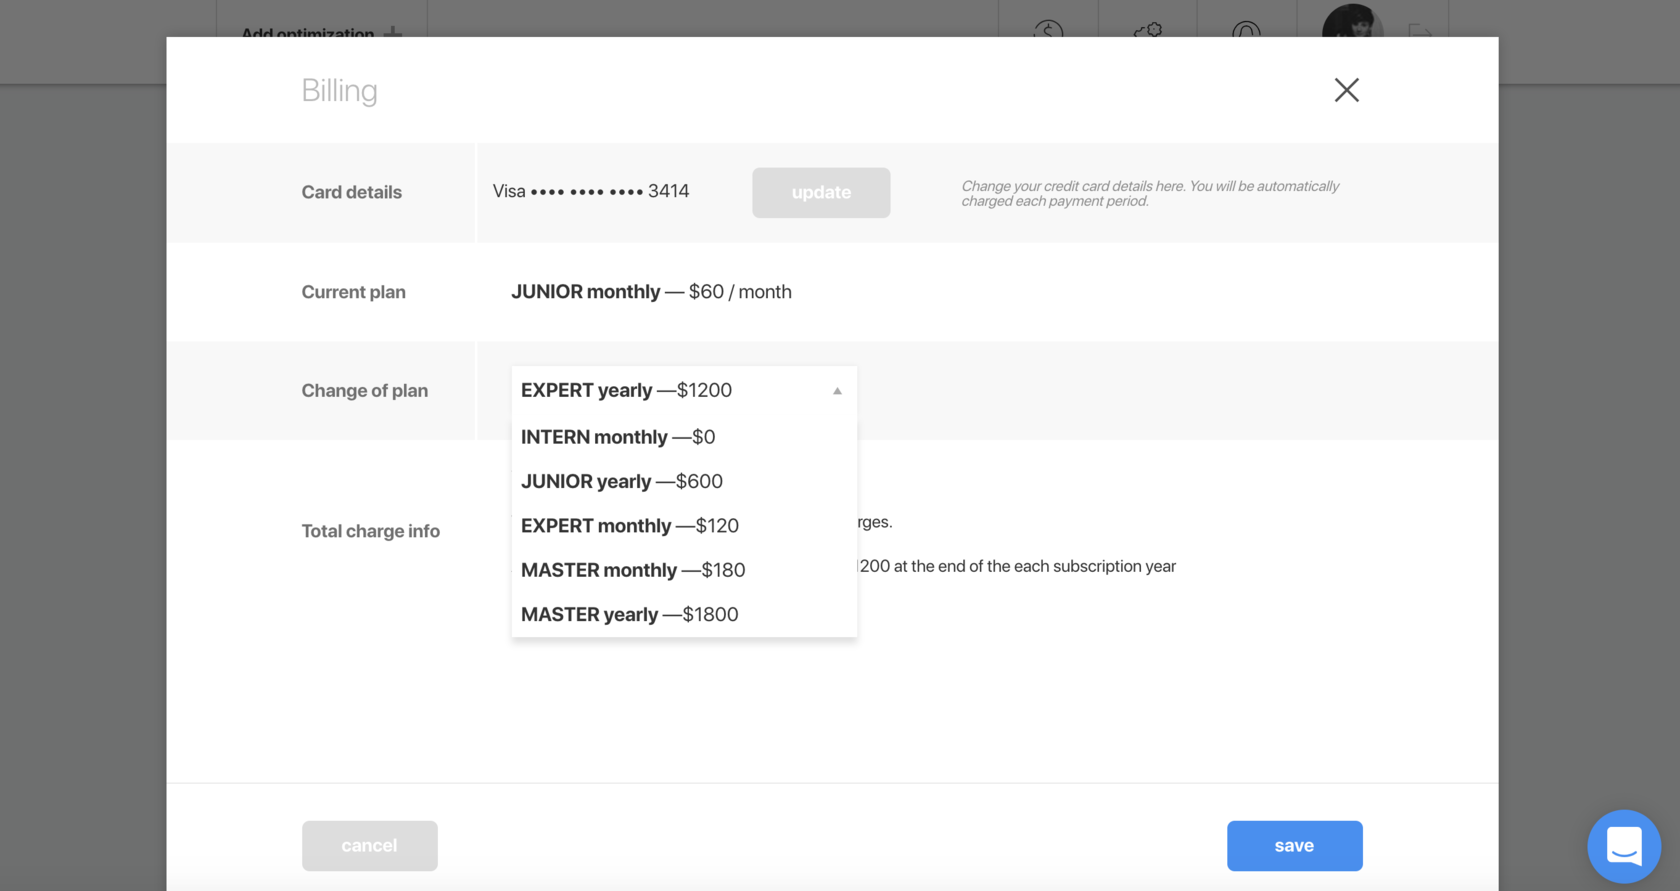 Add optimization
Billing
Card details
Visa •••• •••• •••• 3414
update
Change your credit card details here. You will be automatically
charged each payment period.
Current plan
JUNIOR monthly — $60 / month
Change of plan
EXPERT yearly —$1200
INTERN monthly —$0
JUNIOR yearly —$600
EXPERT monthly —$120
MASTER monthly —$180
MASTER yearly —$1800
Total charge info
rges.
200 at the end of the each subscription year
cancel
save